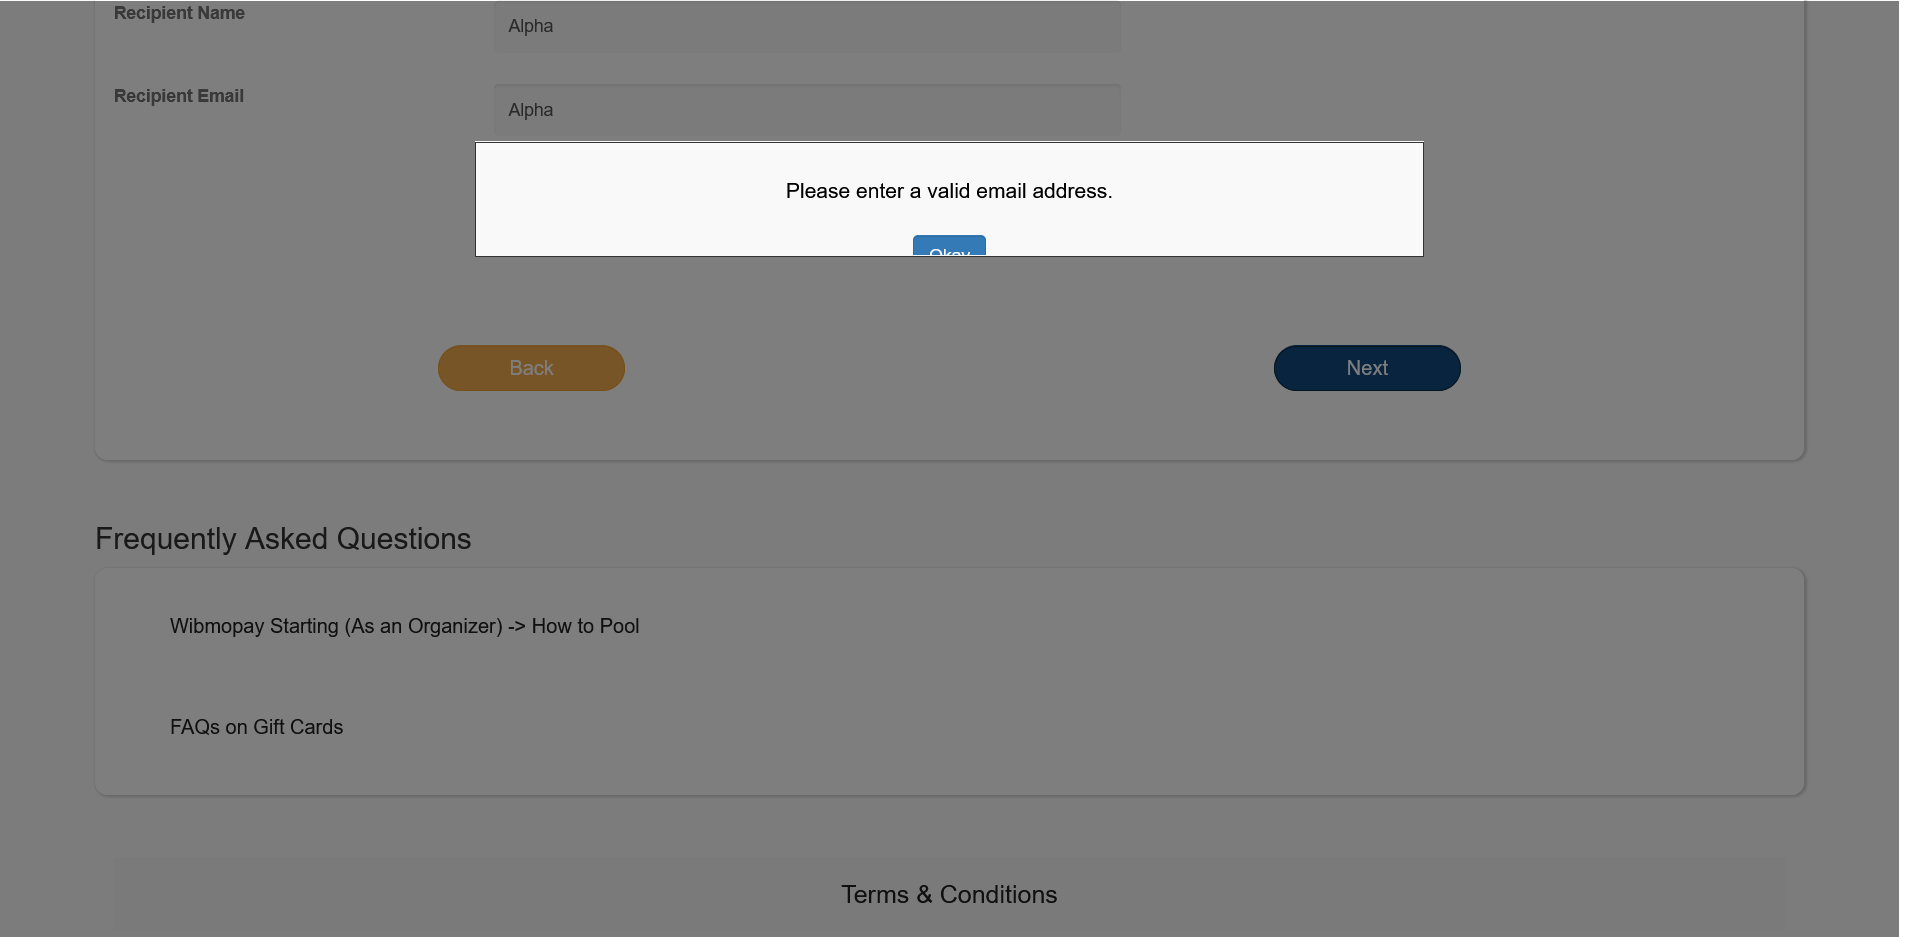 Recipient Name
Alpha
Recipient Email
Alpha
Please enter a valid email address.
Okay
Back
Next
Frequently Asked Questions
Wibmopay Starting (As an Organizer) -> How to Pool
FAQs on Gift Cards
Terms & Conditions